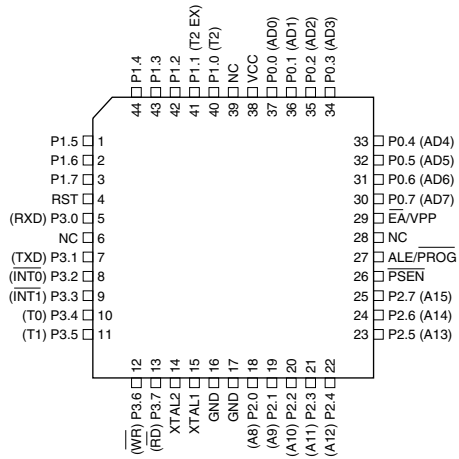 P1.4
P1.3
P1.2
P1.1 (T2 EX)
P1.0 (T2)
NC
VCC
P0.0 (AD0)
P0.1 (AD1)
P0.2 (AD2)
P0.3 (AD3)
44
43
42
41
40
39
38
37
36
35
34
P1.5 1
P1.6 2
P1.7 3
RST 4
(RXD) P3.0 5
NC 6
(TXD) P3.1 7
(INT0) P3.2 8
(INT1) P3.3 9
(T0) P3.4 10
(T1) P3.5 11
33 P0.4 (AD4)
32 P0.5 (AD5)
31 P0.6 (AD6)
30 P0.7 (AD7)
29 EA/VPP
28 NC
27 ALE/PROG
26 PSEN
25 P2.7 (A15)
24 P2.6 (A14)
23 P2.5 (A13)
12
13
14
15
16
17
18
19
20
21
22
(WR) P3.6
(RD) P3.7
XTAL2
XTAL1
GND
GND
(A8) P2.0
(A9) P2.1
(A10) P2.2
(A11) P2.3
(A12) P2.4